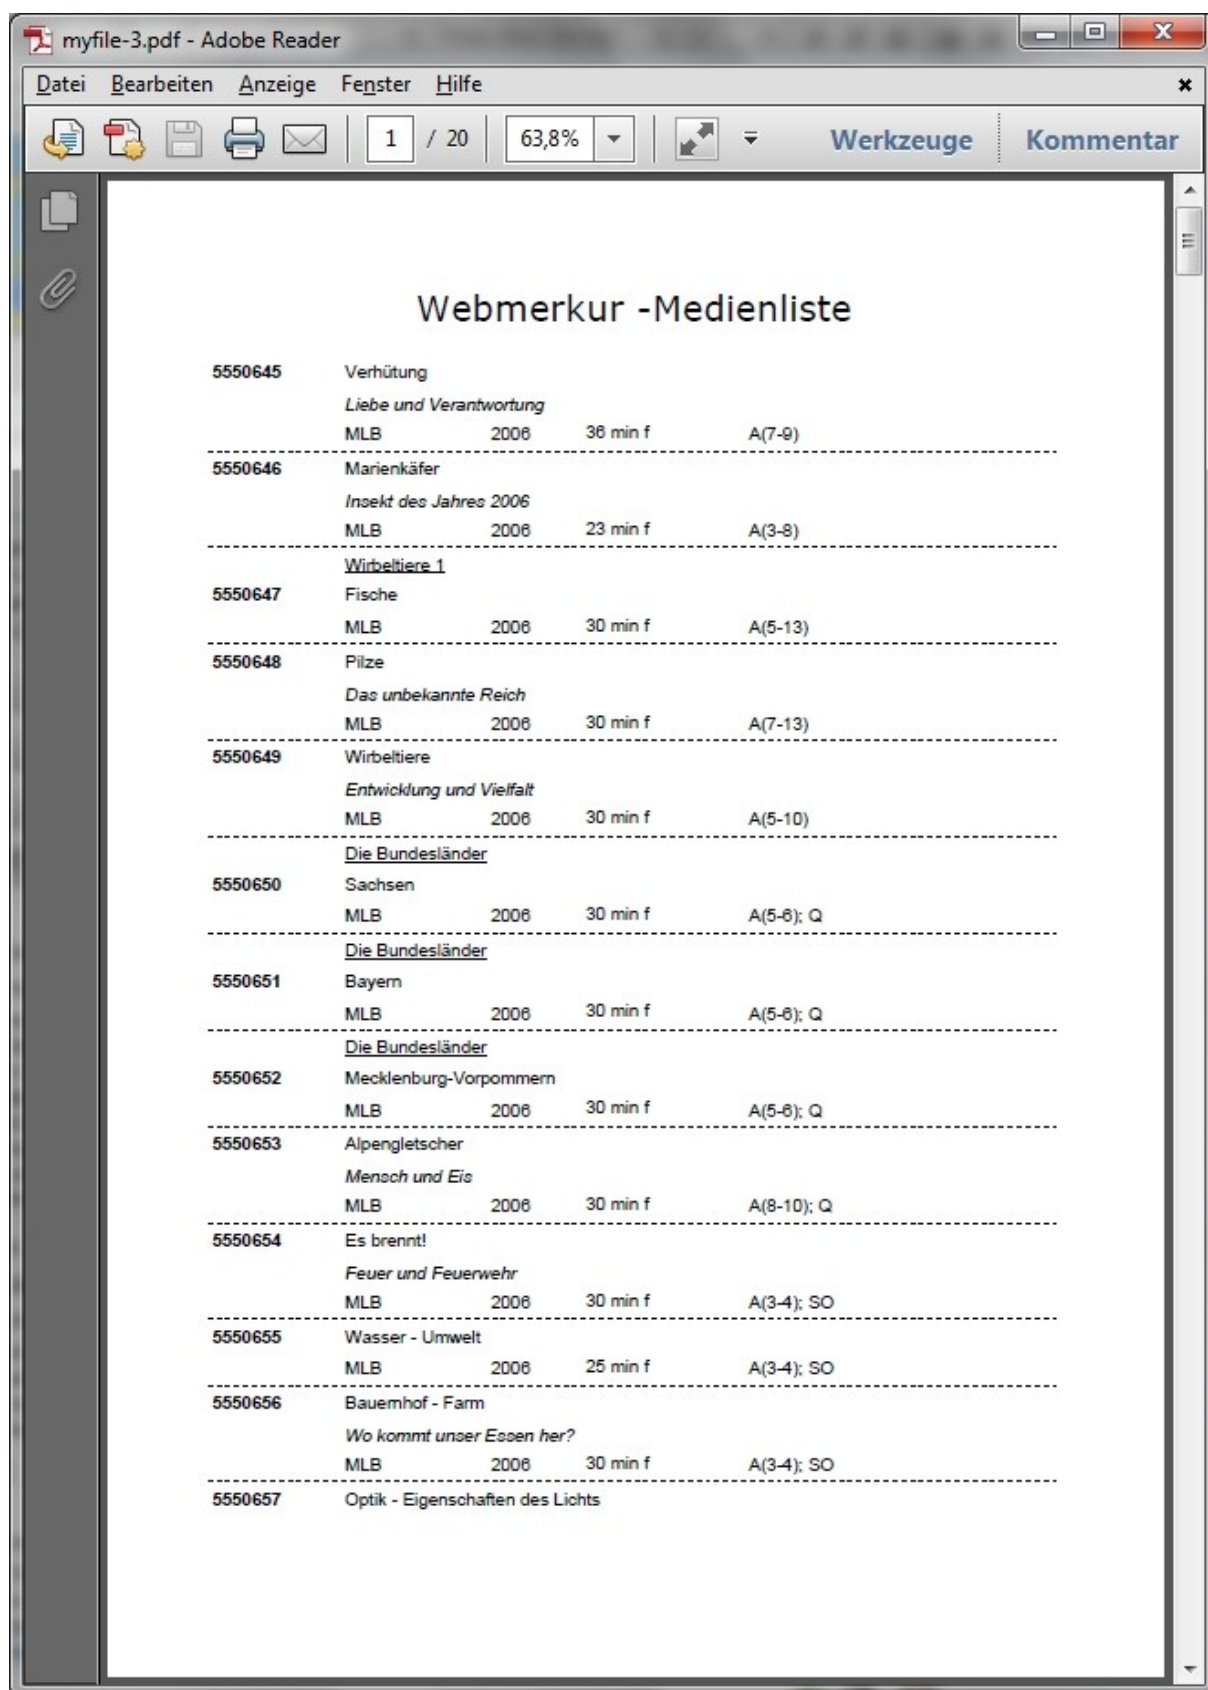 myfile-3.pdf - Adobe Reader
Datei Bearbeiten Anzeige Fenster Hilfe
1 / 20 63,8% Werkzeuge Kommentar
Webmerkur -Medienliste
5550645 Verhütung
Liebe und Verantwortung
MLB 2006 36 min f A(7-9)
5550646 Marienkäfer
Insekt des Jahres 2006
MLB 2006 23 min f A(3-8)
Wirbeltiere 1
5550647 Fische
MLB 2006 30 min f A(5-13)
5550648 Pilze
Das unbekannte Reich
MLB 2006 30 min f A(7-13)
5550649 Wirbeltiere
Entwicklung und Vielfalt
MLB 2006 30 min f A(5-10)
Die Bundesländer
5550650 Sachsen
MLB 2006 30 min f A(5-6); Q
Die Bundesländer
5550651 Bayern
MLB 2006 30 min f A(5-6); Q
Die Bundesländer
5550652 Mecklenburg-Vorpommern
MLB 2006 30 min f A(5-6); Q
5550653 Alpengletscher
Mensch und Eis
MLB 2006 30 min f A(8-10); Q
5550654 Es brennt!
Feuer und Feuerwehr
MLB 2006 30 min f A(3-4); SO
5550655 Wasser - Umwelt
MLB 2006 25 min f A(3-4); SO
5550656 Bauernhof - Farm
Wo kommt unser Essen her?
MLB 2006 30 min f A(3-4); SO
5550657 Optik - Eigenschaften des Lichts